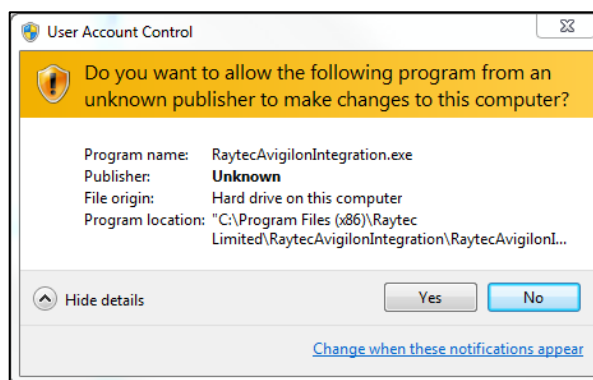 User Account Control
Do you want to allow the following program from an
unknown publisher to make changes to this computer?
Program name: RaytecAvigilonIntegration.exe
Publisher: Unknown
File origin: Hard drive on this computer
Program location: "C:\Program Files (x86)\Raytec
Limited\RaytecAvigilonIntegration\RaytecAvigilonI...
Hide details
Yes
No
Change when these notifications appear